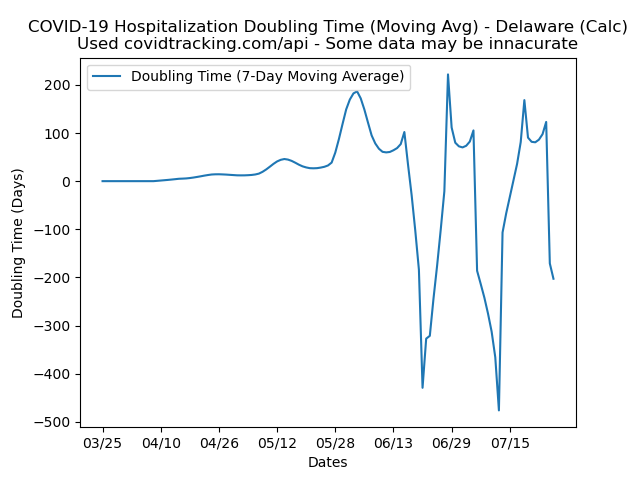 COVID-19 Hospitalization Doubling Time (Moving Avg) - Delaware (Calc)
Used covidtracking.com/api - Some data may be innacurate
Doubling Time (7-Day Moving Average)
Doubling Time (Days)
200
100
0
−100
−200
−300
−400
−500
03/25 04/10 04/26 05/12 05/28 06/13 06/29 07/15
Dates